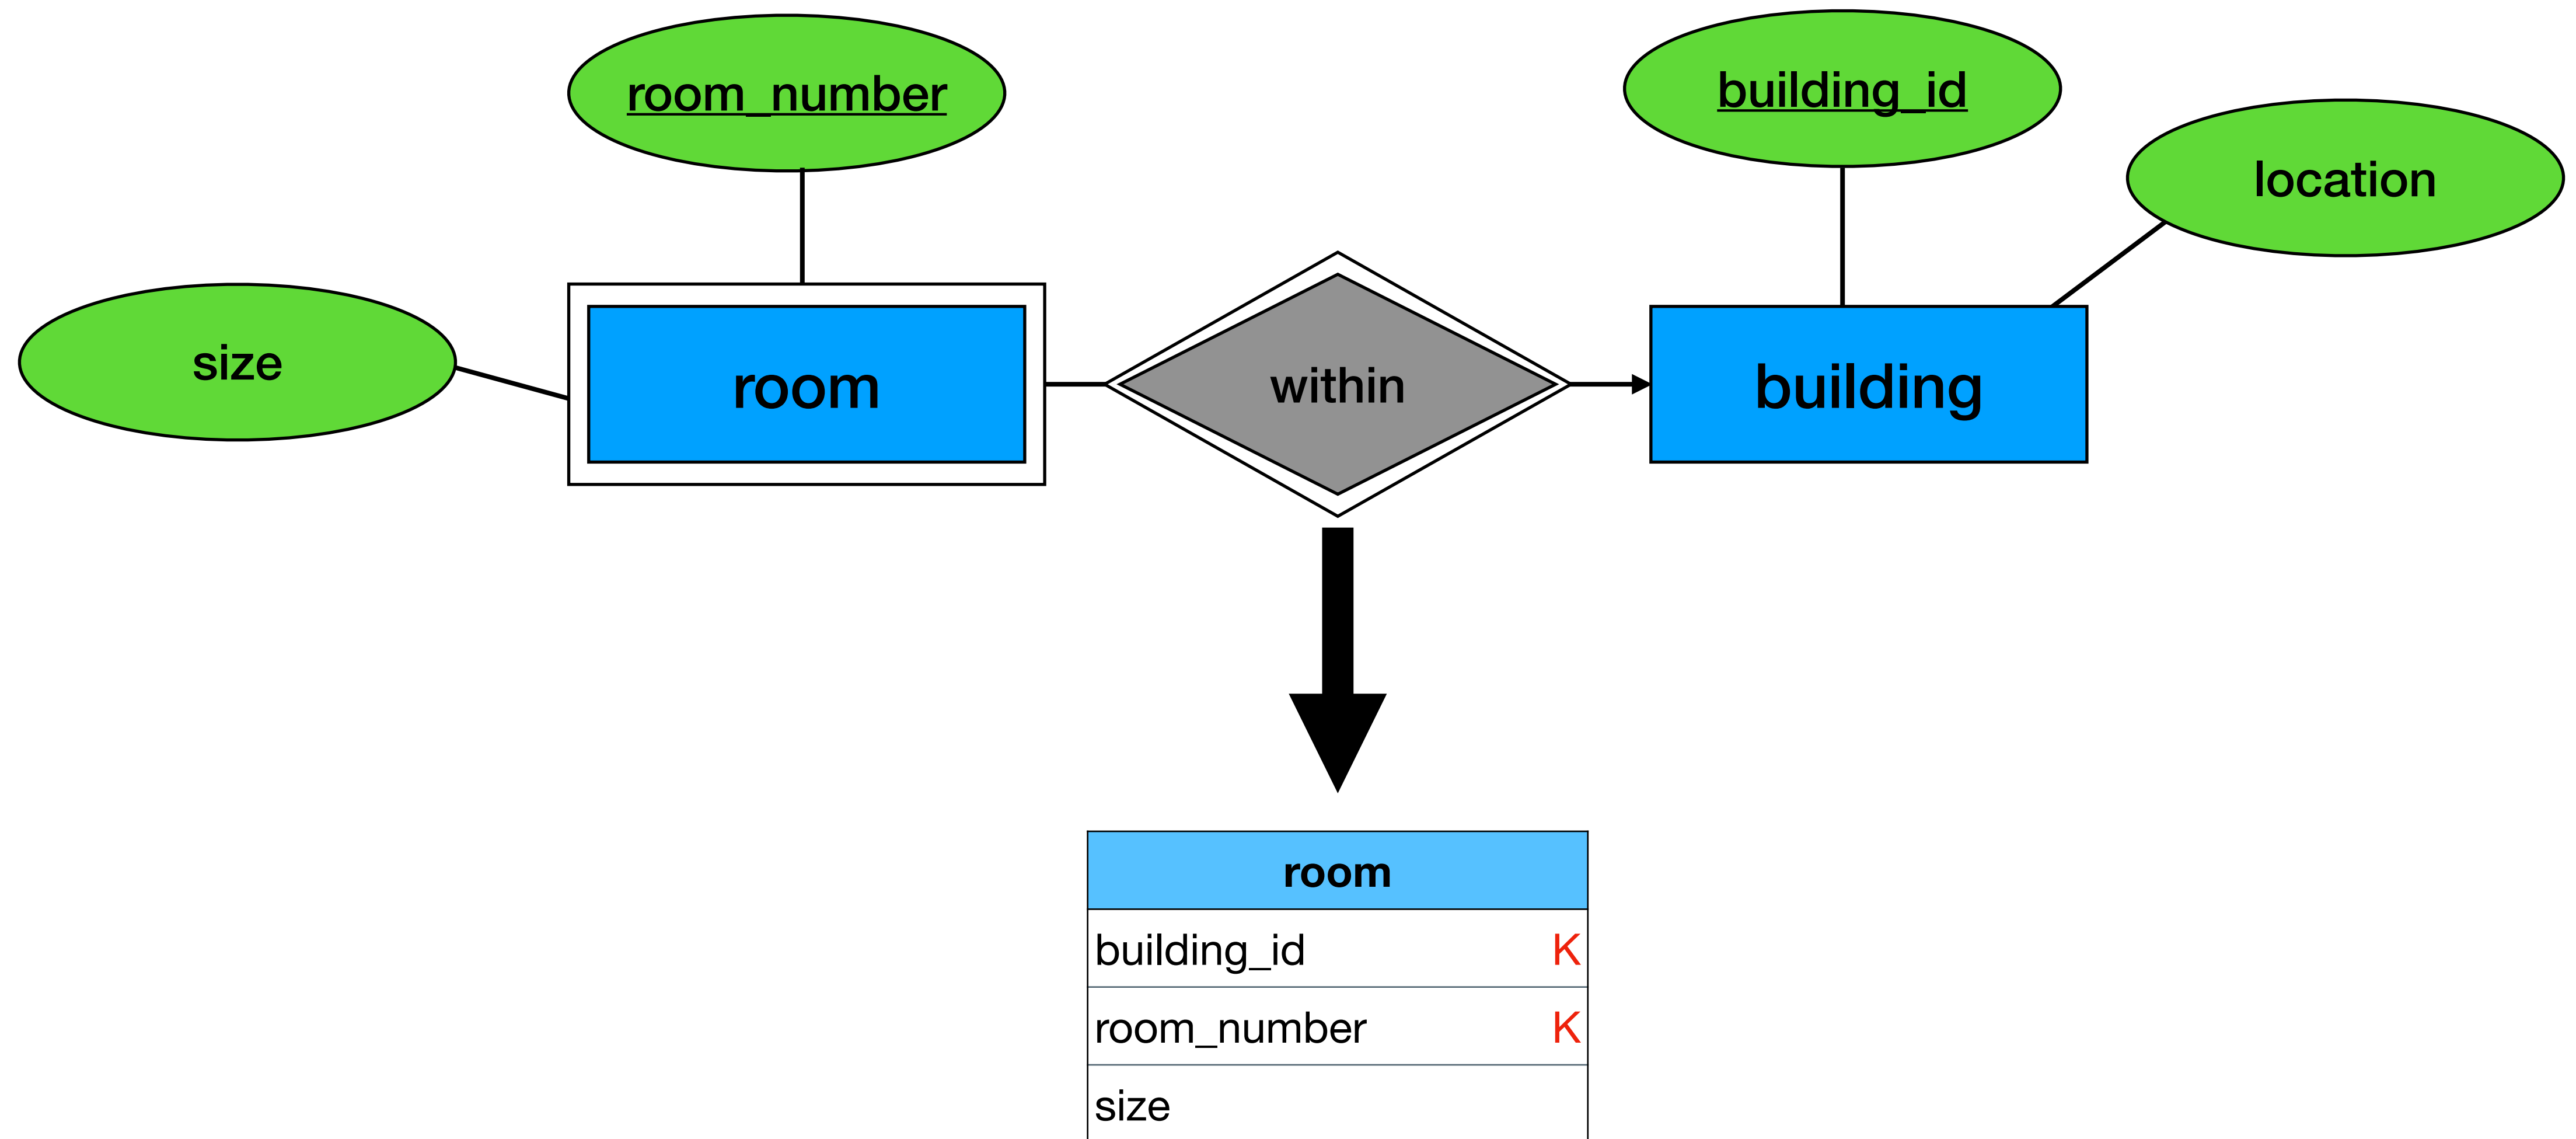 room_number
building_id
location
size
room
within
building
room
building_id K
room_number K
size